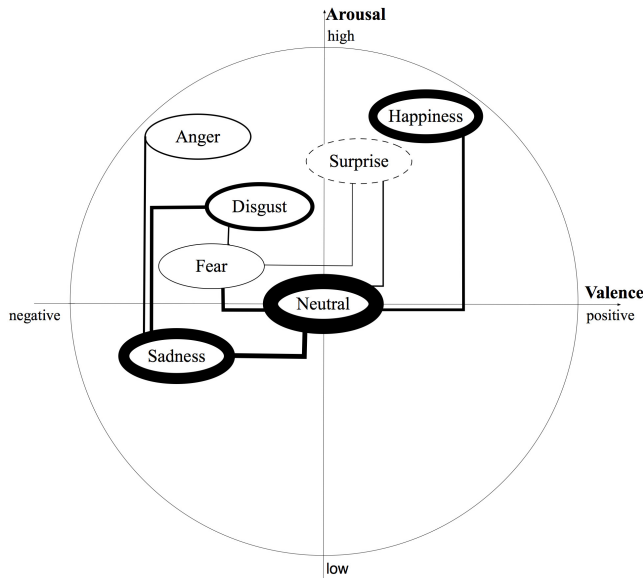 Arousal
high
Happiness
Anger
Surprise
Disgust
Fear
Neutral
Valence
negative
positive
Sadness
low